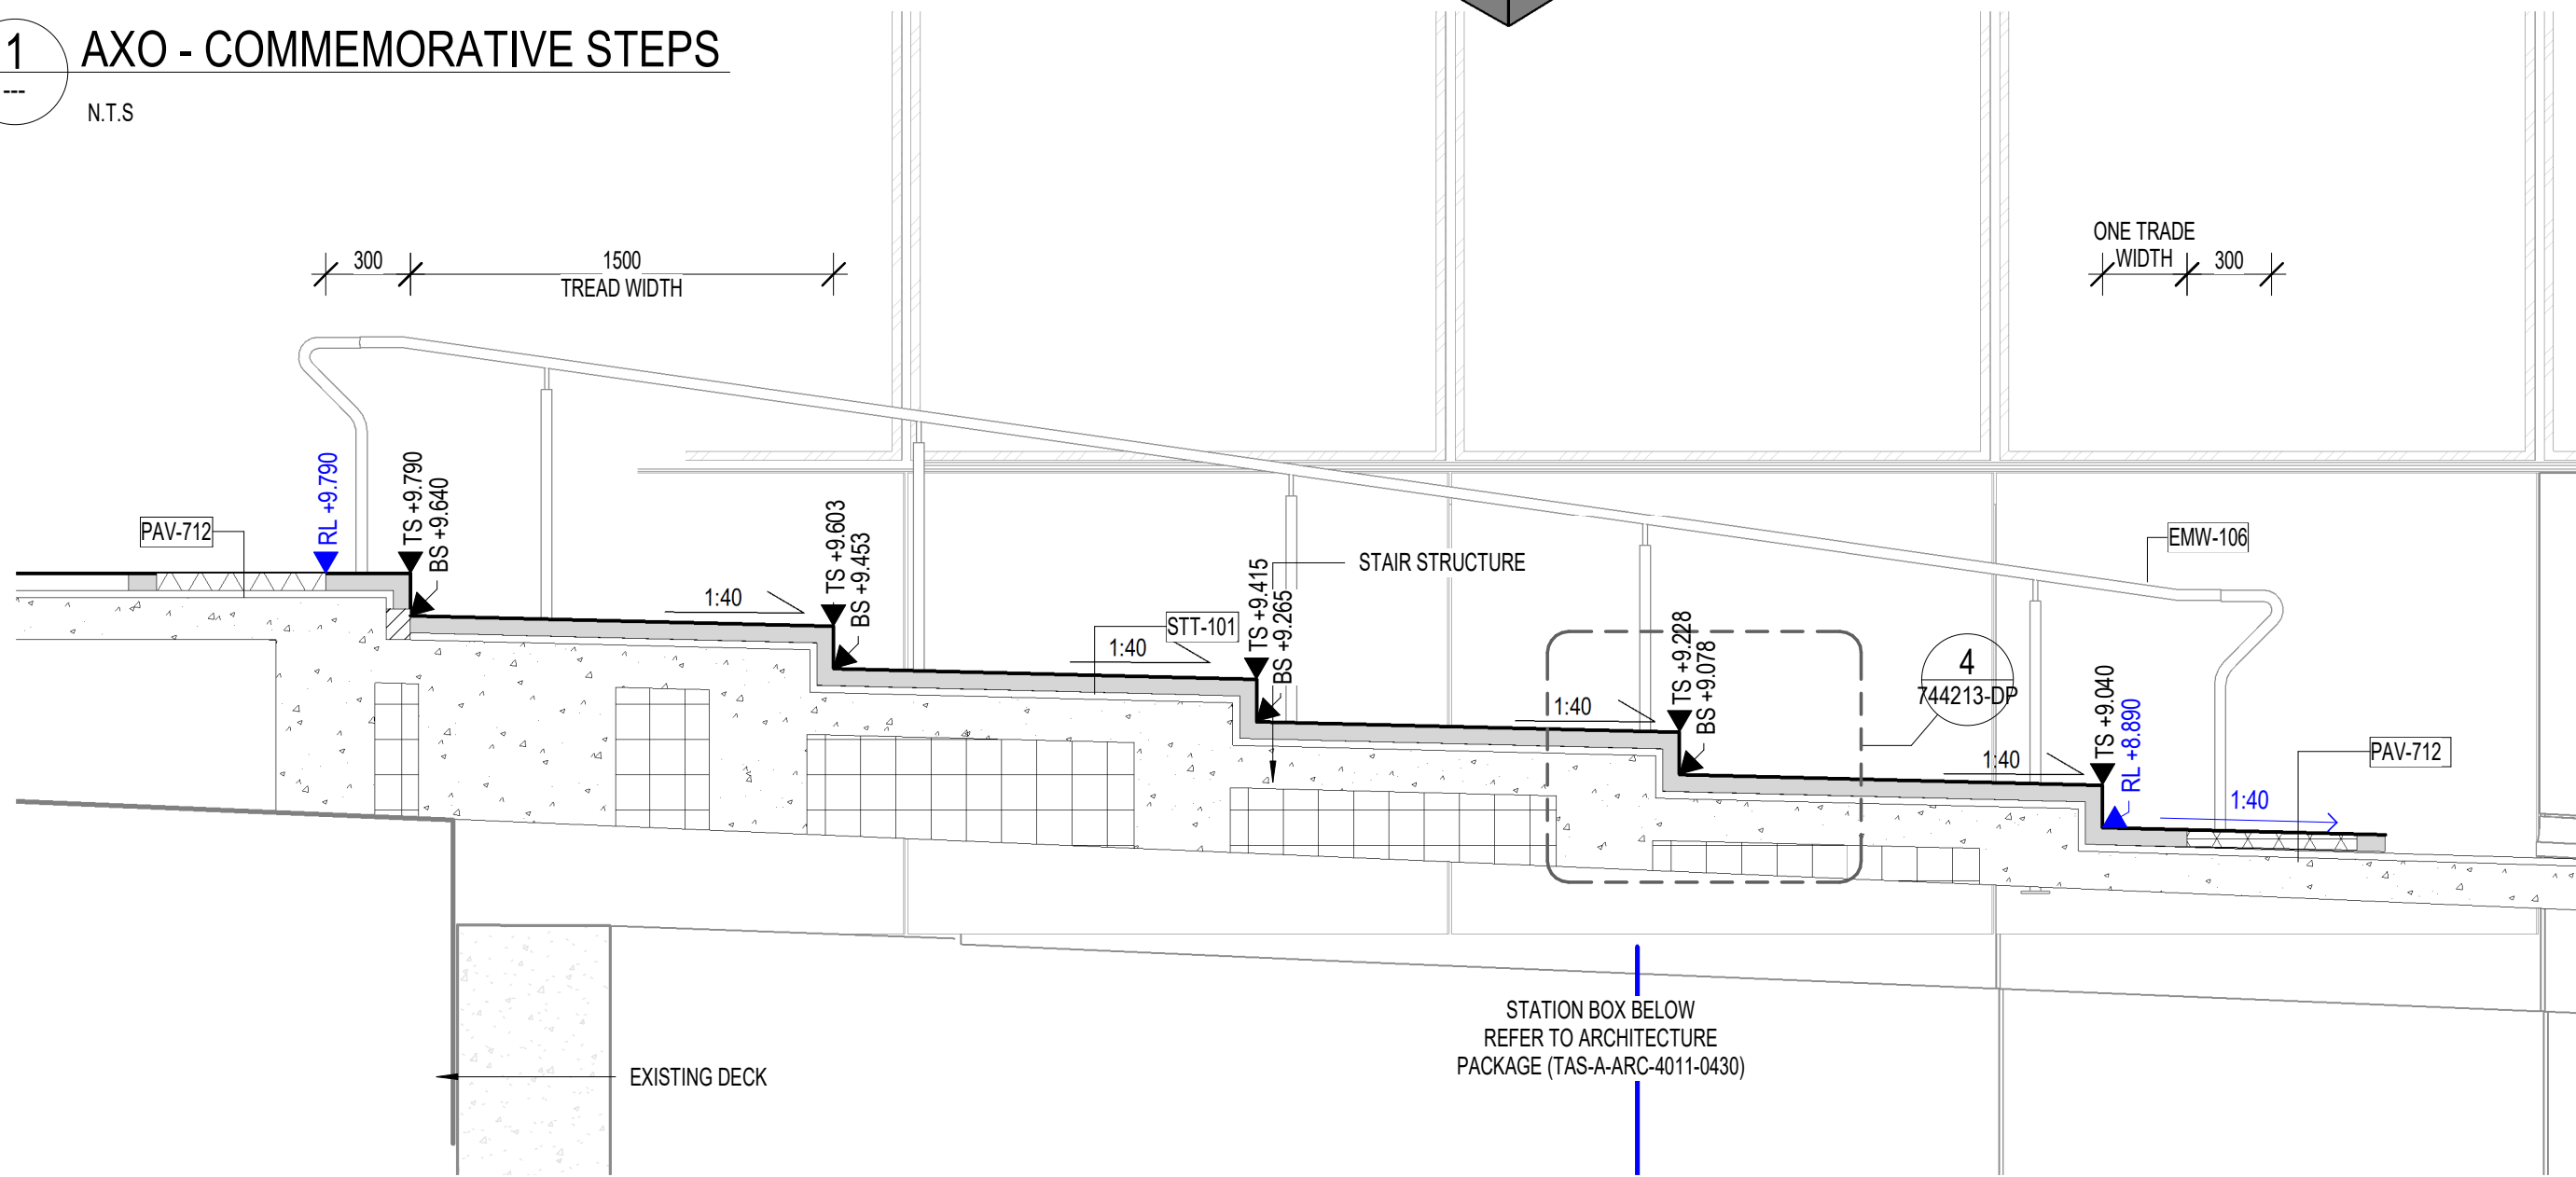 1
---
AXO - COMMEMORATIVE STEPS
N.T.S
300
1500
TREAD WIDTH
ONE TRADE
WIDTH
300
PAV-712
RL +9.790
TS +9.790
BS +9.640
1:40
TS +9.603
BS +9.453
1:40
STT-101
TS +9.415
BS +9.265
STAIR STRUCTURE
1:40
TS +9.228
BS +9.078
4
744213-DP
1:40
EMW-106
TS +9.040
RL +8.890
1:40
PAV-712
STATION BOX BELOW
REFER TO ARCHITECTURE
PACKAGE (TAS-A-ARC-4011-0430)
EXISTING DECK